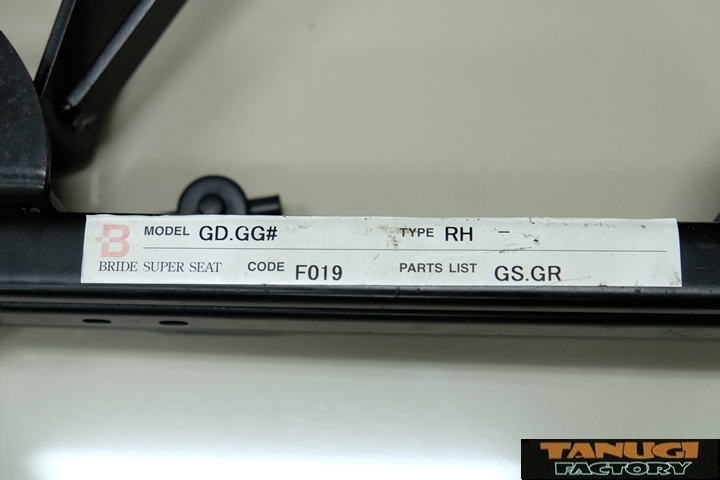 B MODEL GD.GG# TYPE RH -
BRIDE SUPER SEAT CODE F019 PARTS LIST GS.GR
TANUGI
FACTORY